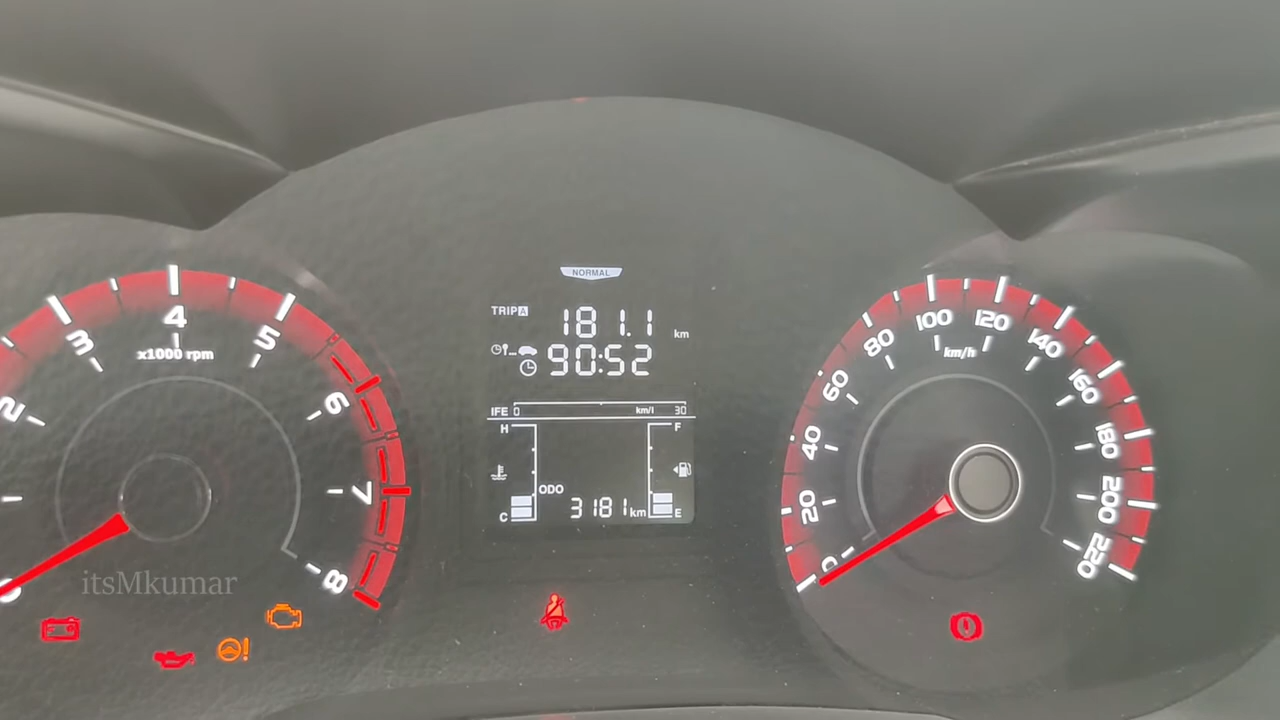 NORMAL
TRIP A 181.1 km
90:52
IFE 0 km/l 30
H F
ODO
C 3181 km E
2 3 4 5 6 7 8
x1000 rpm
0 20 40 60 80 100 120 140 160 180 200 220
km/h
itsMkumar